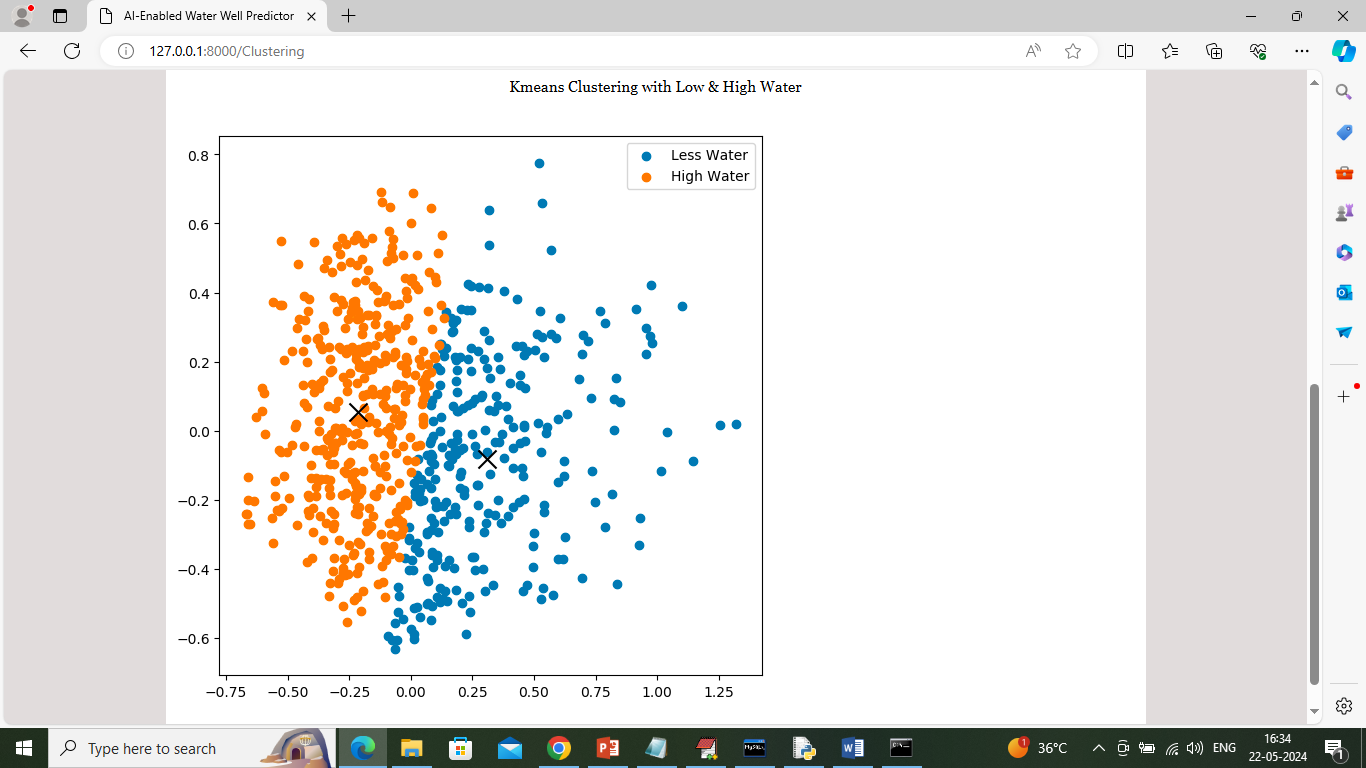 AI-Enabled Water Well Predictor
127.0.0.1:8000/Clustering
Kmeans Clustering with Low & High Water
Less Water
High Water
0.8
0.6
0.4
0.2
0.0
−0.2
−0.4
−0.6
−0.75 −0.50 −0.25 0.00 0.25 0.50 0.75 1.00 1.25
Type here to search
1
36°C
ENG
16:34
22-05-2024
1